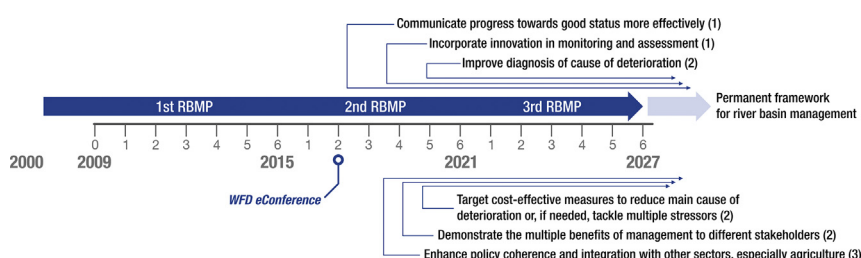 Communicate progress towards good status more effectively (1)
Incorporate innovation in monitoring and assessment (1)
Improve diagnosis of cause of deterioration (2)
1st RBMP 2nd RBMP 3rd RBMP
Permanent framework
for river basin management
0 1 2 3 4 5 6 1 2 3 4 5 6 1 2 3 4 5 6
2000 2009 2015 2021 2027
WFD eConference
Target cost-effective measures to reduce main cause of
deterioration or, if needed, tackle multiple stressors (2)
Demonstrate the multiple benefits of management to different stakeholders (2)
Enhance policy coherence and integration with other sectors, especially agriculture (3)